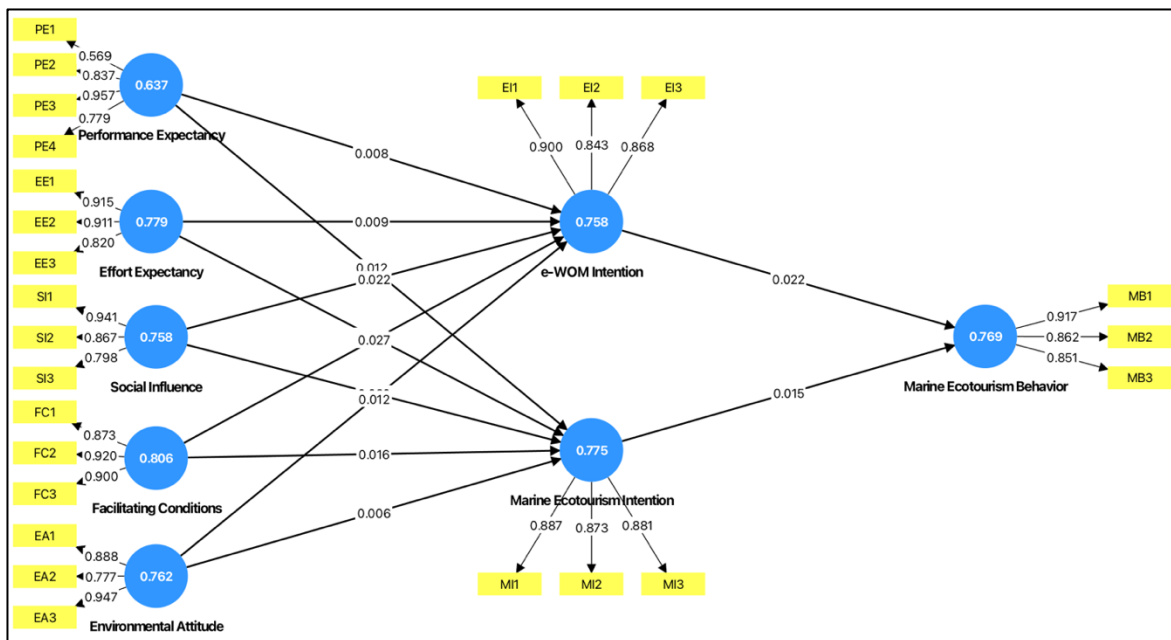 PE1
PE2
PE3
PE4
0.569
0.837
0.957
0.779
0.637
Performance Expectancy
EE1
EE2
EE3
0.915
0.911
0.820
0.779
Effort Expectancy
SI1
SI2
SI3
0.941
0.867
0.798
0.758
Social Influence
FC1
FC2
FC3
0.873
0.920
0.900
0.806
Facilitating Conditions
EA1
EA2
EA3
0.888
0.777
0.947
0.762
Environmental Attitude
0.008
0.009
0.012
0.022
0.027
0.012
0.016
0.006
EI1
EI2
EI3
0.900
0.843
0.868
0.758
e-WOM Intention
0.775
Marine Ecotourism Intention
0.887
0.873
0.881
MI1
MI2
MI3
0.022
0.015
0.769
Marine Ecotourism Behavior
0.917
0.862
0.851
MB1
MB2
MB3